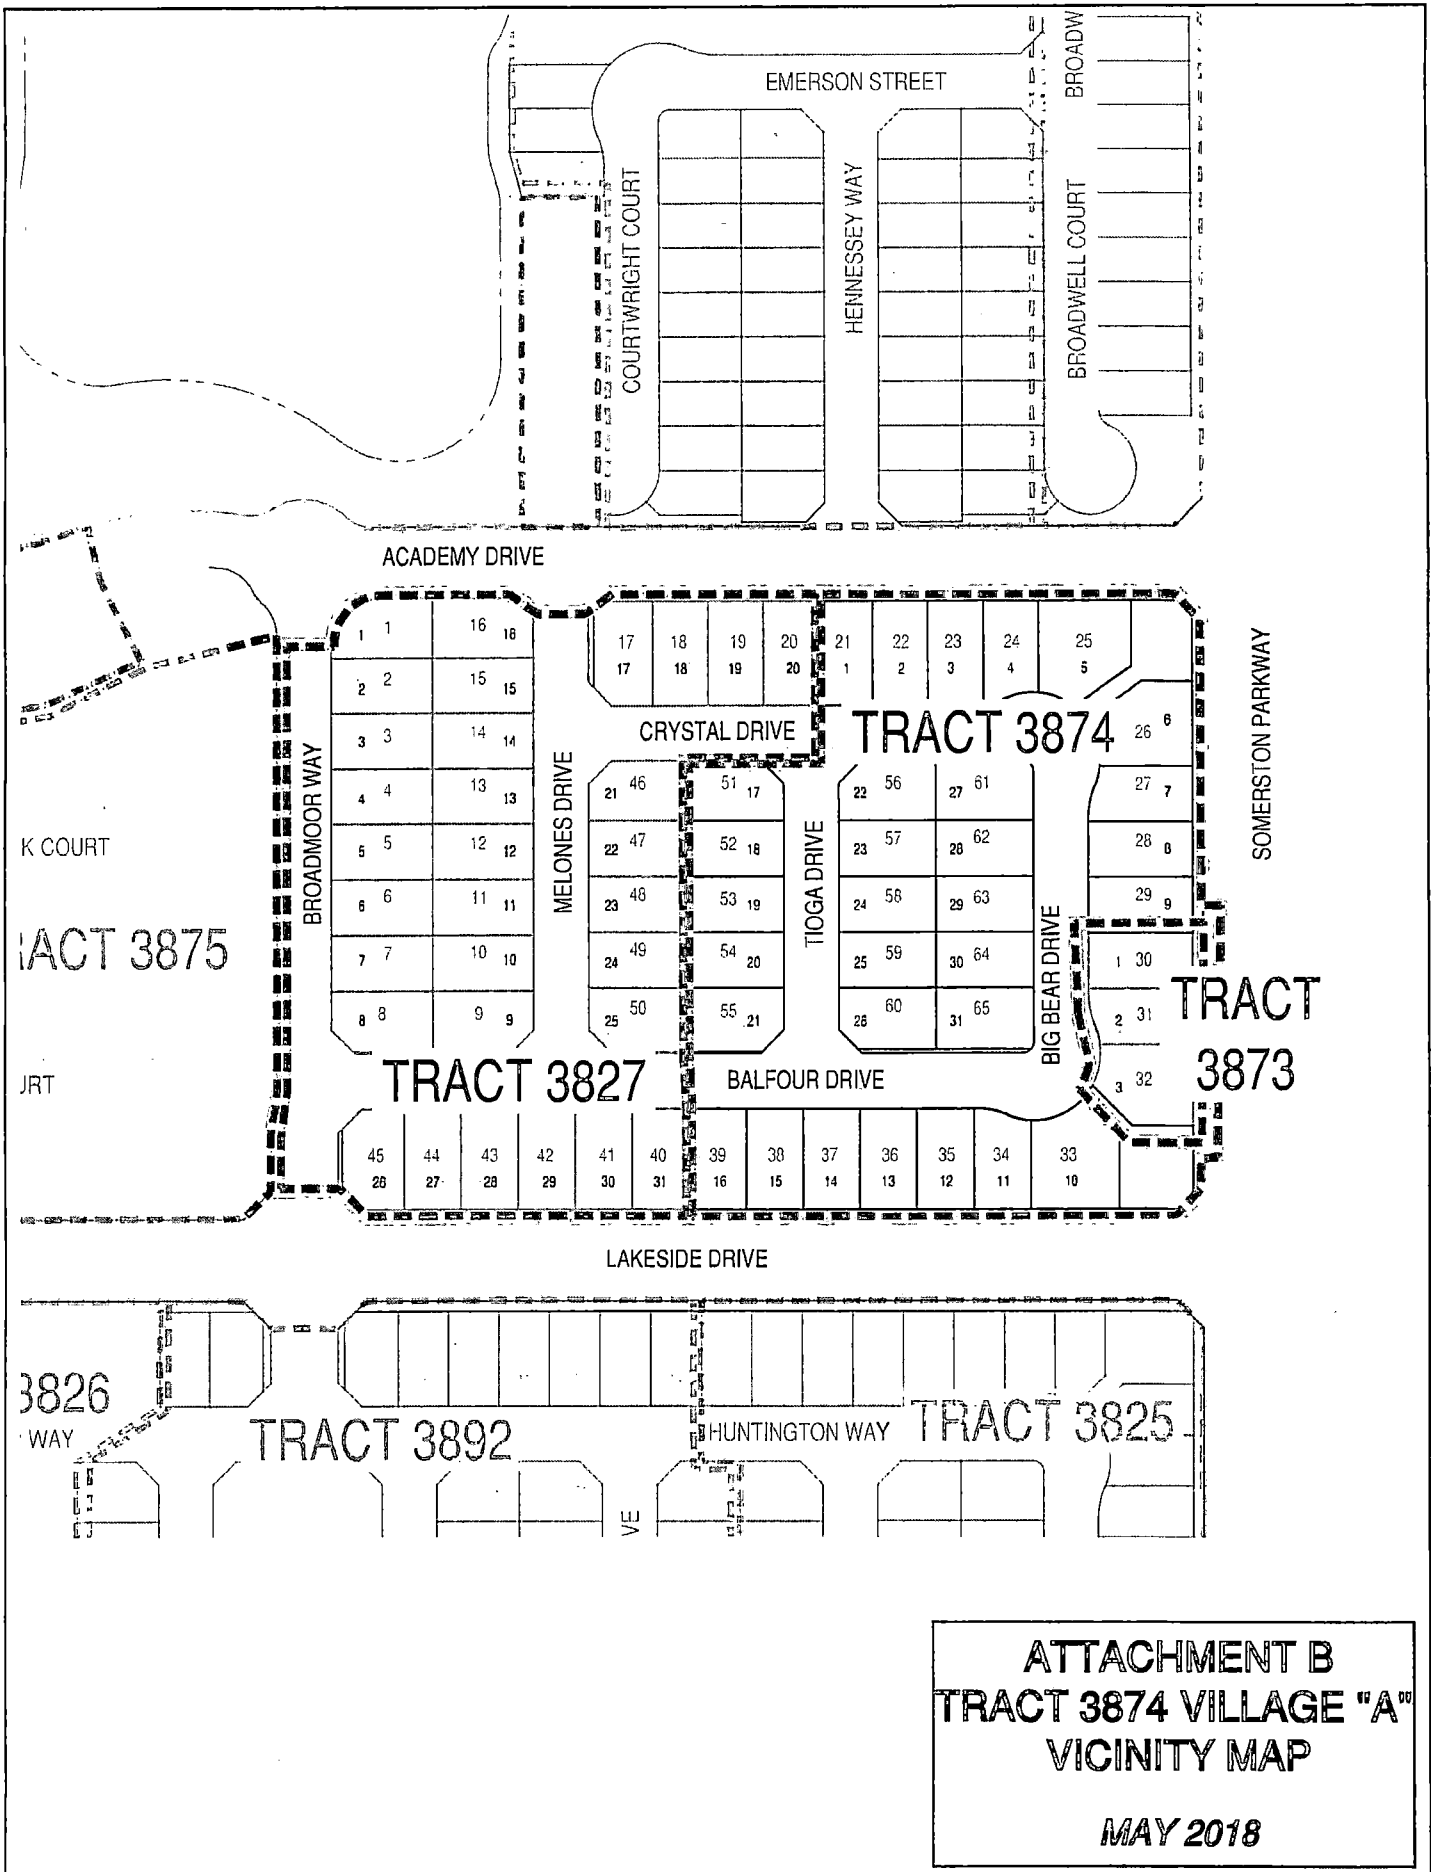 BROADW
EMERSON STREET
COURTWRIGHT COURT
HENNESSEY WAY
BROADWELL COURT
ACADEMY DRIVE
1 1
16 16
17 18 19 20 21 22 23 24 25
17 18 19 20 1 2 3 4 5
SOMERSTON PARKWAY
2 2
15 15
3 3
14 14
CRYSTAL DRIVE
TRACT 3874
26 6
BROADMOOR WAY
MELONES DRIVE
4 4
13 13
21 46
51 17
22 56
27 61
27 7
K COURT
5 5
12 12
22 47
52 18
TIOGA DRIVE
23 57
28 62
28 8
6 6
11 11
23 48
53 19
24 58
29 63
29 9
ACT 3875
7 7
10 10
24 49
54 20
25 59
30 64
BIG BEAR DRIVE
1 30
TRACT
3873
8 8
9 9
25 50
55 21
26 60
31 65
2 31
URT
TRACT 3827
BALFOUR DRIVE
3 32
45 44 43 42 41 40 39 38 37 36 35 34 33
26 27 28 29 30 31 16 15 14 13 12 11 10
LAKESIDE DRIVE
3826
WAY
TRACT 3892
HUNTINGTON WAY
TRACT 3825
VE
ATTACHMENT B
TRACT 3874 VILLAGE "A"
VICINITY MAP
MAY 2018